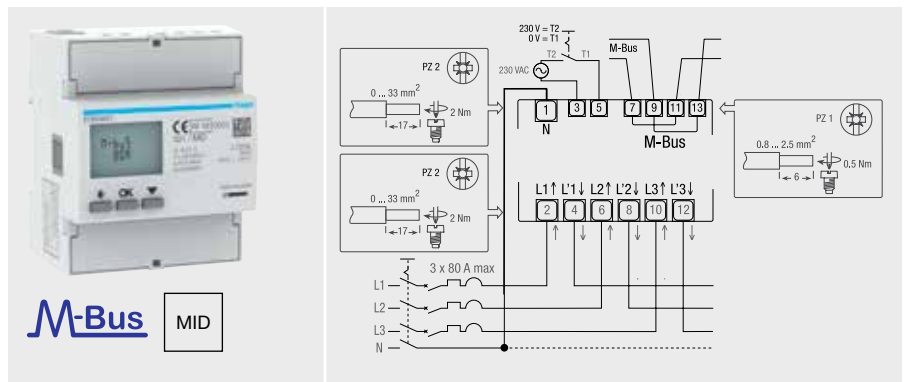 :hager
CE
OK
M-Bus
MID
230 V = T2
0 V = T1
T2
T1
230 VAC
M-Bus
PZ 2
0 ... 33 mm²
17
2 Nm
1
3
5
7
9
11
13
N
M-Bus
PZ 1
0.8 ... 2.5 mm²
6
0.5 Nm
PZ 2
0 ... 33 mm²
17
2 Nm
L1↑ L'1↓ L2↑ L'2↓ L3↑ L'3↓
2
4
6
8
10
12
3 x 80 A max
L1
L2
L3
N